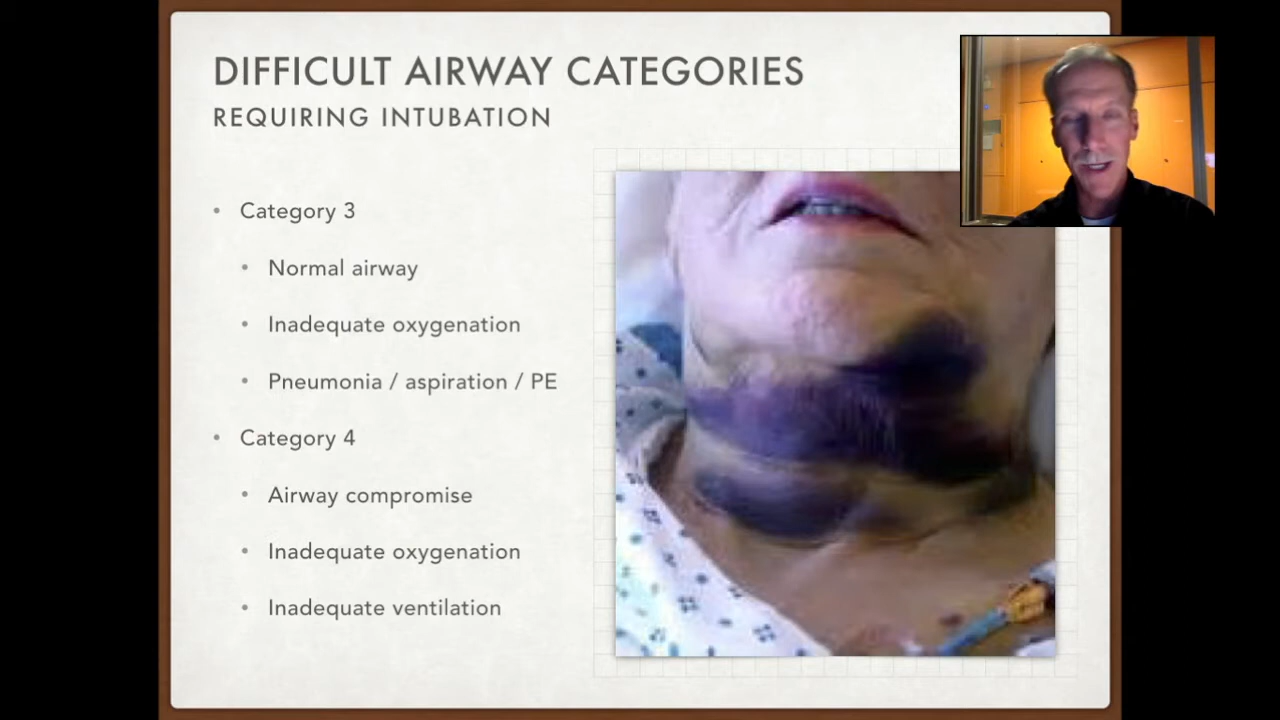 DIFFICULT AIRWAY CATEGORIES
REQUIRING INTUBATION
• Category 3
• Normal airway
• Inadequate oxygenation
• Pneumonia / aspiration / PE
• Category 4
• Airway compromise
• Inadequate oxygenation
• Inadequate ventilation